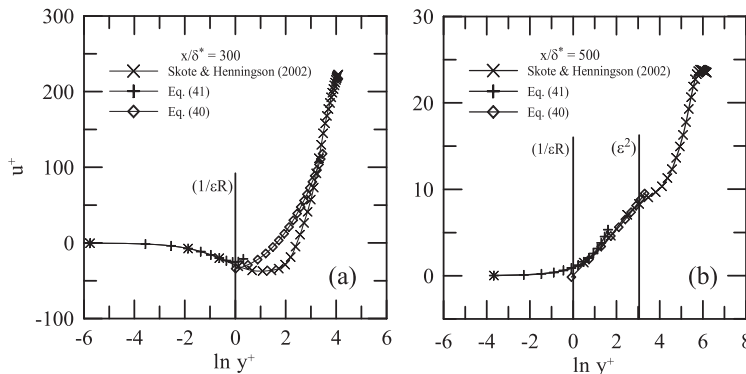 300
200
100
0
-100
u⁺
x/δ* = 300
Skote & Henningson (2002)
Eq. (41)
Eq. (40)
(1/εR)
(a)
-6 -4 -2 0 2 4 6
ln y⁺
30
20
10
0
x/δ* = 500
Skote & Henningson (2002)
Eq. (41)
Eq. (40)
(1/εR)
(ε²)
(b)
-6 -4 -2 0 2 4 6 8
ln y⁺